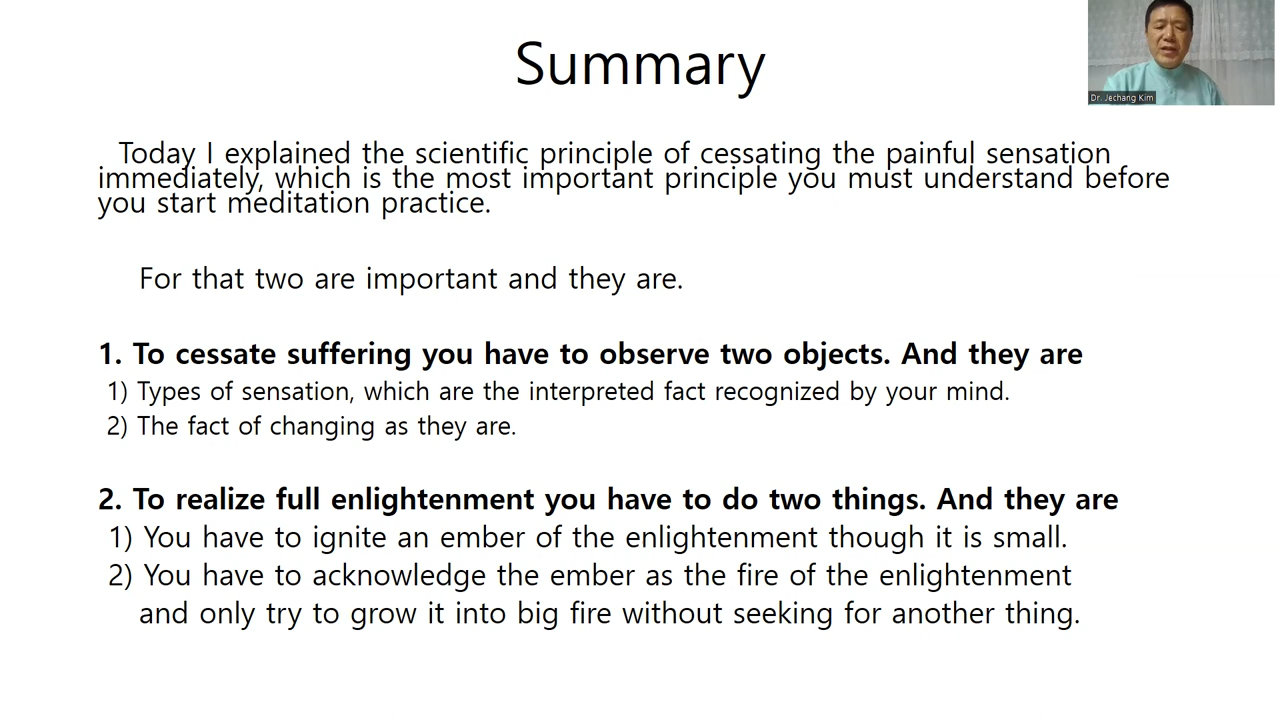 Summary
Dr. Jechang Kim
Today I explained the scientific principle of cessating the painful sensation
immediately, which is the most important principle you must understand before
you start meditation practice.
For that two are important and they are.
1. To cessate suffering you have to observe two objects. And they are
1) Types of sensation, which are the interpreted fact recognized by your mind.
2) The fact of changing as they are.
2. To realize full enlightenment you have to do two things. And they are
1) You have to ignite an ember of the enlightenment though it is small.
2) You have to acknowledge the ember as the fire of the enlightenment
and only try to grow it into big fire without seeking for another thing.